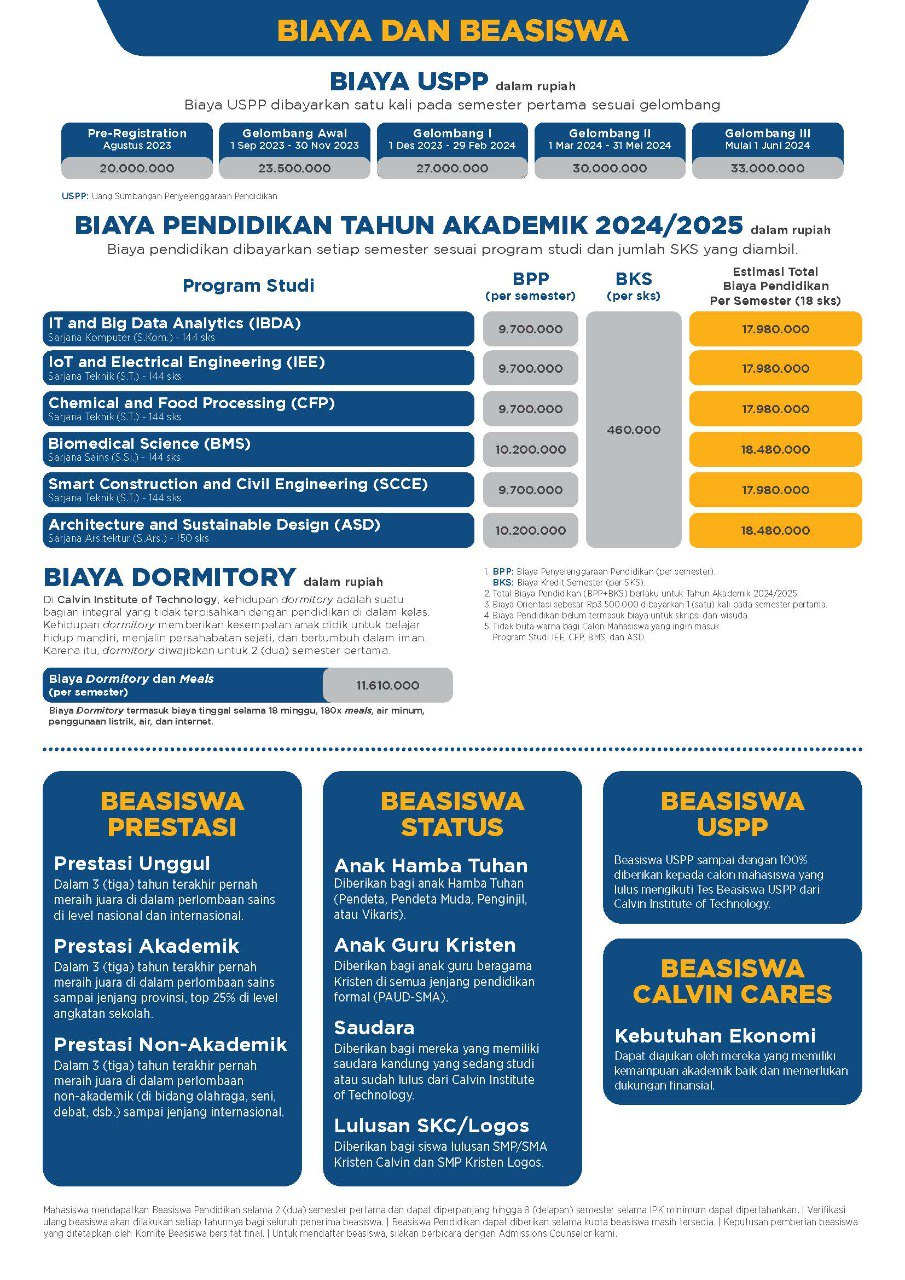 BIAYA DAN BEASISWA
BIAYA USPP dalam rupiah
Biaya USPP dibayarkan satu kali pada semester pertama sesuai gelombang
Pre-Registration
Agustus 2023
20.000.000
Gelombang Awal
1 Sep 2023 - 30 Nov 2023
23.500.000
Gelombang I
1 Des 2023 - 29 Feb 2024
27.000.000
Gelombang II
1 Mar 2024 - 31 Mei 2024
30.000.000
Gelombang III
Mulai 1 Juni 2024
33.000.000
USPP: Uang Sumbangan Penyelenggaraan Pendidikan
BIAYA PENDIDIKAN TAHUN AKADEMIK 2024/2025 dalam rupiah
Biaya pendidikan dibayarkan setiap semester sesuai program studi dan jumlah SKS yang diambil.
Program Studi
BPP
(per semester)
BKS
(per sks)
Estimasi Total
Biaya Pendidikan
Per Semester (18 sks)
IT and Big Data Analytics (IBDA)
Sarjana Komputer (S.Kom.) - 144 sks
9.700.000
17.980.000
IoT and Electrical Engineering (IEE)
Sarjana Teknik (S.T.) - 144 sks
9.700.000
17.980.000
Chemical and Food Processing (CFP)
Sarjana Teknik (S.T.) - 144 sks
9.700.000
17.980.000
460.000
Biomedical Science (BMS)
Sarjana Sains (S.Si.) - 144 sks
10.200.000
18.480.000
Smart Construction and Civil Engineering (SCCE)
Sarjana Teknik (S.T.) - 144 sks
9.700.000
17.980.000
Architecture and Sustainable Design (ASD)
Sarjana Arsitektur (S.Ars.) - 150 sks
10.200.000
18.480.000
BIAYA DORMITORY dalam rupiah
Di Calvin Institute of Technology, kehidupan dormitory adalah suatu
bagian integral yang tidak terpisahkan dengan pendidikan di dalam kelas.
Kehidupan dormitory memberikan kesempatan anak didik untuk belajar
hidup mandiri, menjalin persahabatan sejati, dan bertumbuh dalam iman.
Karena itu, dormitory diwajibkan untuk 2 (dua) semester pertama.
Biaya Dormitory dan Meals
(per semester)
11.610.000
Biaya Dormitory termasuk biaya tinggal selama 18 minggu, 180x meals, air minum,
penggunaan listrik, air, dan internet.
1. BPP: Biaya Penyelenggaraan Pendidikan (per semester).
BKS: Biaya Kredit Semester (per SKS).
2. Total Biaya Pendidikan (BPP+BKS) berlaku untuk Tahun Akademik 2024/2025
3. Biaya Orientasi sebesar Rp3.500.000 dibayarkan 1 (satu) kali pada semester pertama.
4. Biaya Pendidikan belum termasuk biaya untuk skripsi dan wisuda.
5. Tidak buta warna bagi Calon Mahasiswa yang ingin masuk
Program Studi IEE, CFP, BMS, dan ASD.
BEASISWA
PRESTASI
Prestasi Unggul
Dalam 3 (tiga) tahun terakhir pernah
meraih juara di dalam perlombaan sains
di level nasional dan internasional.
Prestasi Akademik
Dalam 3 (tiga) tahun terakhir pernah
meraih juara di dalam perlombaan sains
sampai jenjang provinsi, top 25% di level
angkatan sekolah.
Prestasi Non-Akademik
Dalam 3 (tiga) tahun terakhir pernah
meraih juara di dalam perlombaan
non-akademik (di bidang olahraga, seni,
debat, dsb.) sampai jenjang internasional.
BEASISWA
STATUS
Anak Hamba Tuhan
Diberikan bagi anak Hamba Tuhan
(Pendeta, Pendeta Muda, Penginjil,
atau Vikaris).
Anak Guru Kristen
Diberikan bagi anak guru beragama
Kristen di semua jenjang pendidikan
formal (PAUD-SMA).
Saudara
Diberikan bagi mereka yang memiliki
saudara kandung yang sedang studi
atau sudah lulus dari Calvin Institute
of Technology.
Lulusan SKC/Logos
Diberikan bagi siswa lulusan SMP/SMA
Kristen Calvin dan SMP Kristen Logos.
BEASISWA
USPP
Beasiswa USPP sampai dengan 100%
diberikan kepada calon mahasiswa yang
lulus mengikuti Tes Beasiswa USPP dari
Calvin Institute of Technology.
BEASISWA
CALVIN CARES
Kebutuhan Ekonomi
Dapat diajukan oleh mereka yang memiliki
kemampuan akademik baik dan memerlukan
dukungan finansial.
Mahasiswa mendapatkan Beasiswa Pendidikan selama 2 (dua) semester pertama dan dapat diperpanjang hingga 8 (delapan) semester selama IPK minimum dapat dipertahankan. | Verifikasi
ulang beasiswa akan dilakukan setiap tahunnya bagi seluruh penerima beasiswa. | Beasiswa Pendidikan dapat diberikan selama kuota beasiswa masih tersedia. | Keputusan pemberian beasiswa
yang ditetapkan oleh Komite Beasiswa bersifat final. | Untuk mendaftar beasiswa, silakan berbicara dengan Admissions Counselor kami.